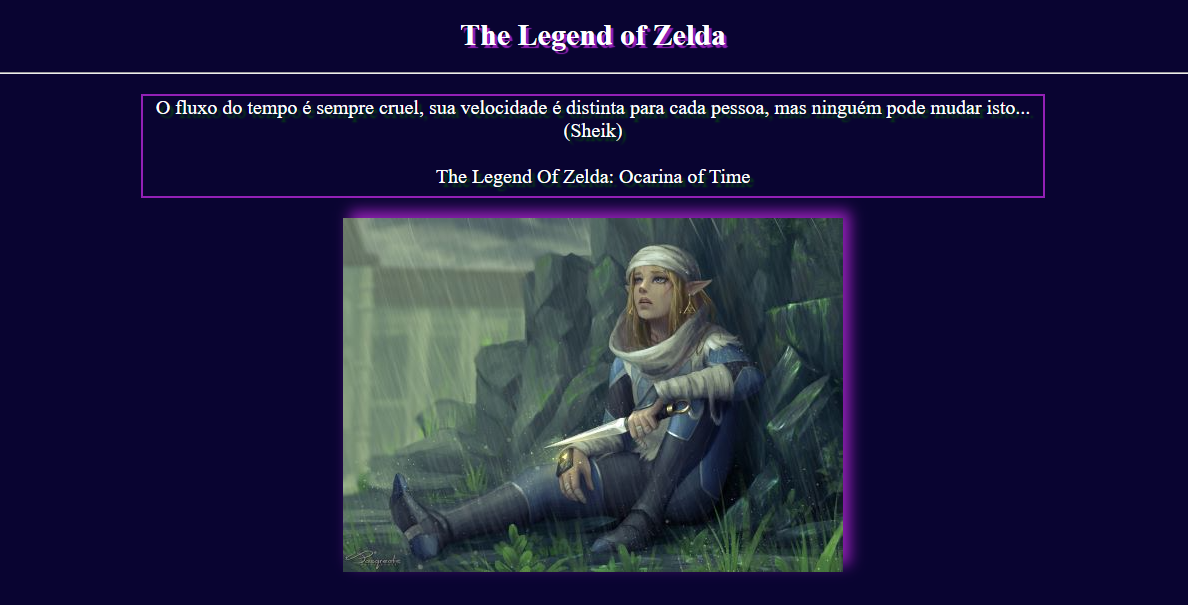 The Legend of Zelda
O fluxo do tempo é sempre cruel, sua velocidade é distinta para cada pessoa, mas ninguém pode mudar isto...
(Sheik)
The Legend Of Zelda: Ocarina of Time